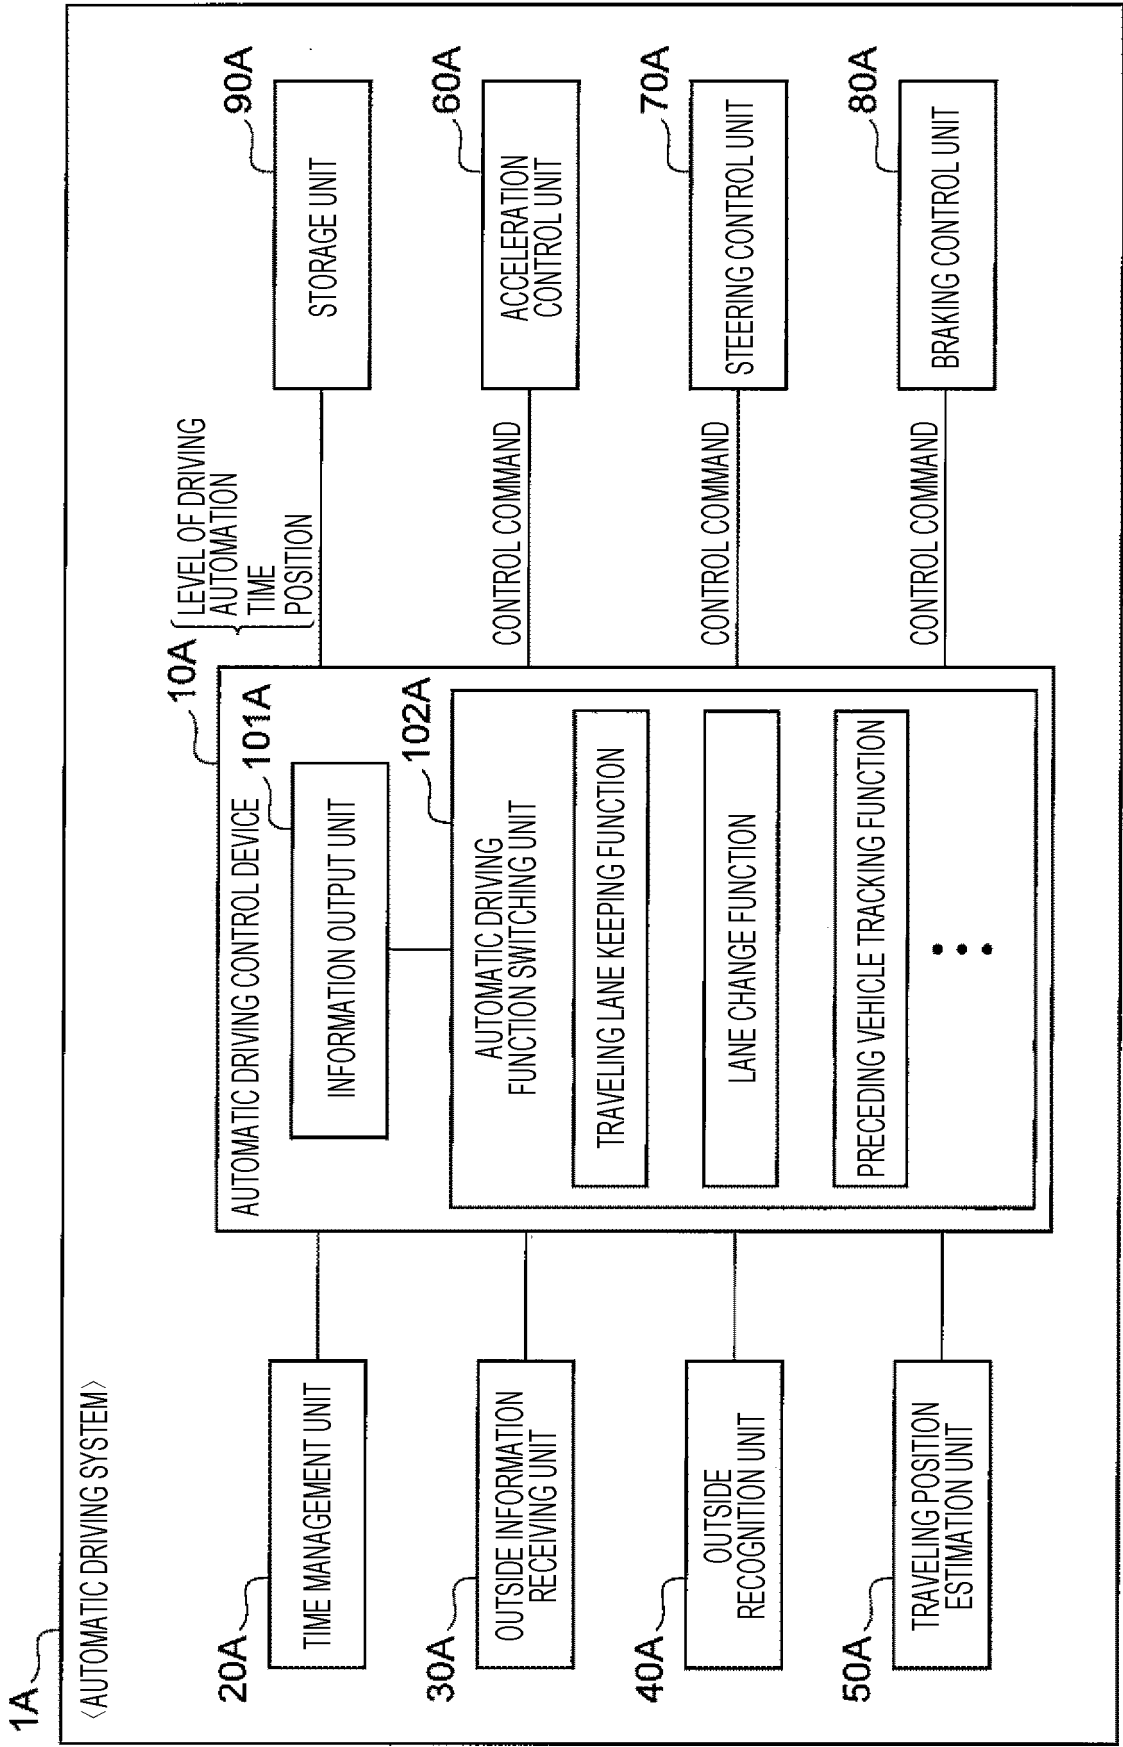 1A
<AUTOMATIC DRIVING SYSTEM>
20A
TIME MANAGEMENT UNIT
30A
OUTSIDE INFORMATION
RECEIVING UNIT
40A
OUTSIDE
RECOGNITION UNIT
50A
TRAVELING POSITION
ESTIMATION UNIT
10A
AUTOMATIC DRIVING CONTROL DEVICE
101A
INFORMATION OUTPUT UNIT
102A
AUTOMATIC DRIVING
FUNCTION SWITCHING UNIT
TRAVELING LANE KEEPING FUNCTION
LANE CHANGE FUNCTION
PRECEDING VEHICLE TRACKING FUNCTION
•••
LEVEL OF DRIVING
AUTOMATION
TIME
POSITION
CONTROL COMMAND
CONTROL COMMAND
CONTROL COMMAND
90A
STORAGE UNIT
60A
ACCELERATION
CONTROL UNIT
70A
STEERING CONTROL UNIT
80A
BRAKING CONTROL UNIT